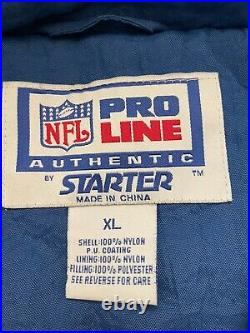 NFL
PRO
LINE
AUTHENTIC
BY STARTER ™
MADE IN CHINA
XL
SHELL:100% NYLON
P.U. COATING
LINING:100% NYLON
FILLING:100% POLYESTER
SEE REVERSE FOR CARE